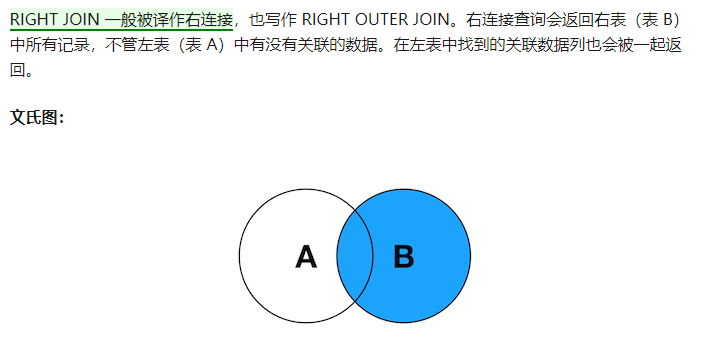 RIGHT JOIN 一般被译作右连接，也写作 RIGHT OUTER JOIN。右连接查询会返回右表（表 B）
中所有记录，不管左表（表 A）中有没有关联的数据。在左表中找到的关联数据列也会被一起返
回。
文氏图：
A B